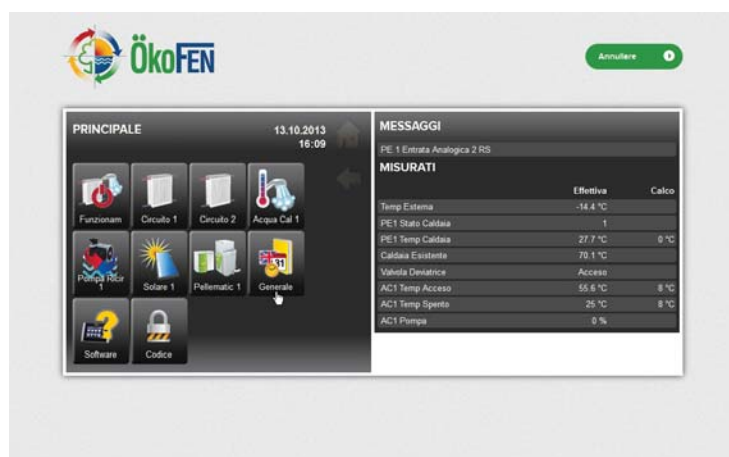 ÖkoFEN
Annullere
PRINCIPALE
13.10.2013
16:09
Funzionam
Circuito 1
Circuito 2
Acqua Cal 1
Pompa Ricir
1
Solare 1
Pellematic 1
Generale
31
Software
Codice
MESSAGGI
PE 1 Entrata Analogica 2 RS
MISURATI
Effettiva Calco
Temp Esterna -14.4 °C
PE1 Stato Caldaia 1
PE1 Temp Caldaia 27.7 °C 0 °C
Caldaia Esistente 70.1 °C
Valvola Deviatrice Acceso
AC1 Temp Acceso 55.6 °C 8 °C
AC1 Temp Spento 25 °C 8 °C
AC1 Pompa 0 %